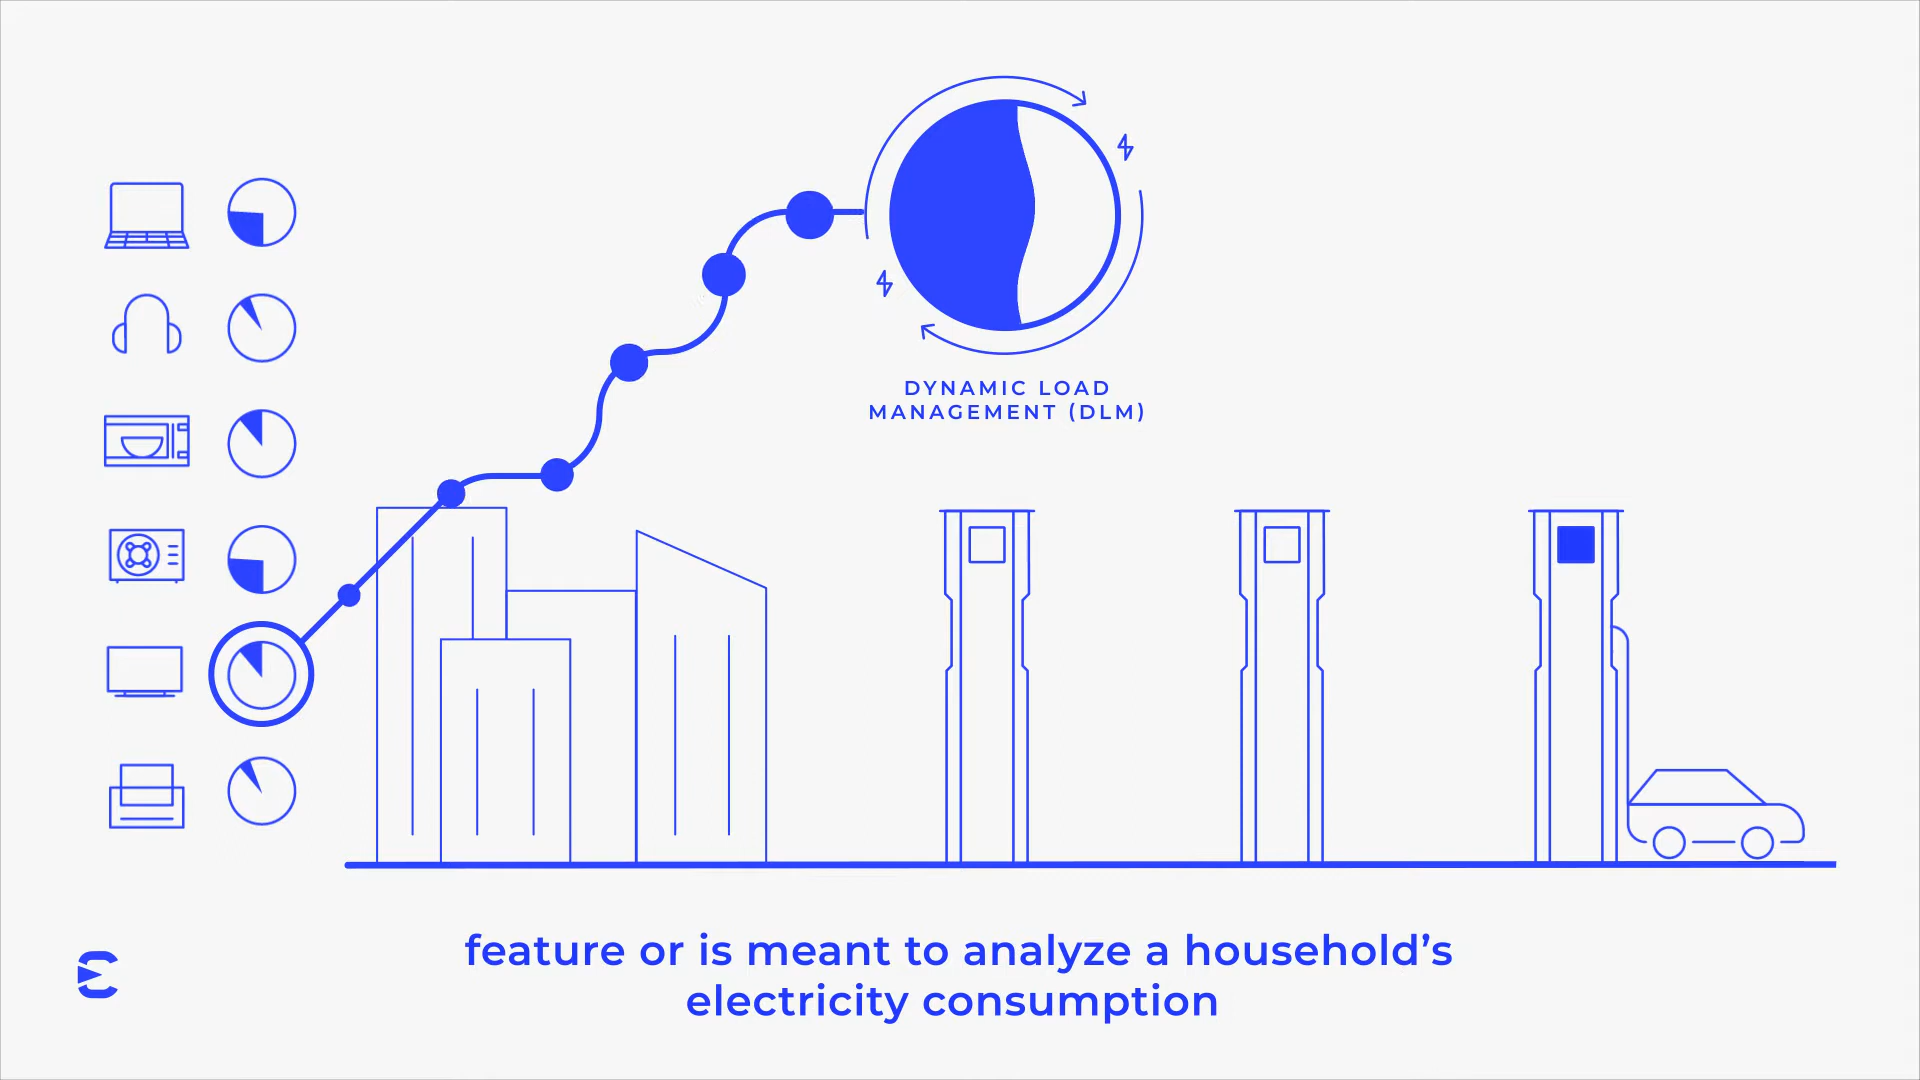 DYNAMIC LOAD
MANAGEMENT (DLM)
feature or is meant to analyze a household’s
electricity consumption